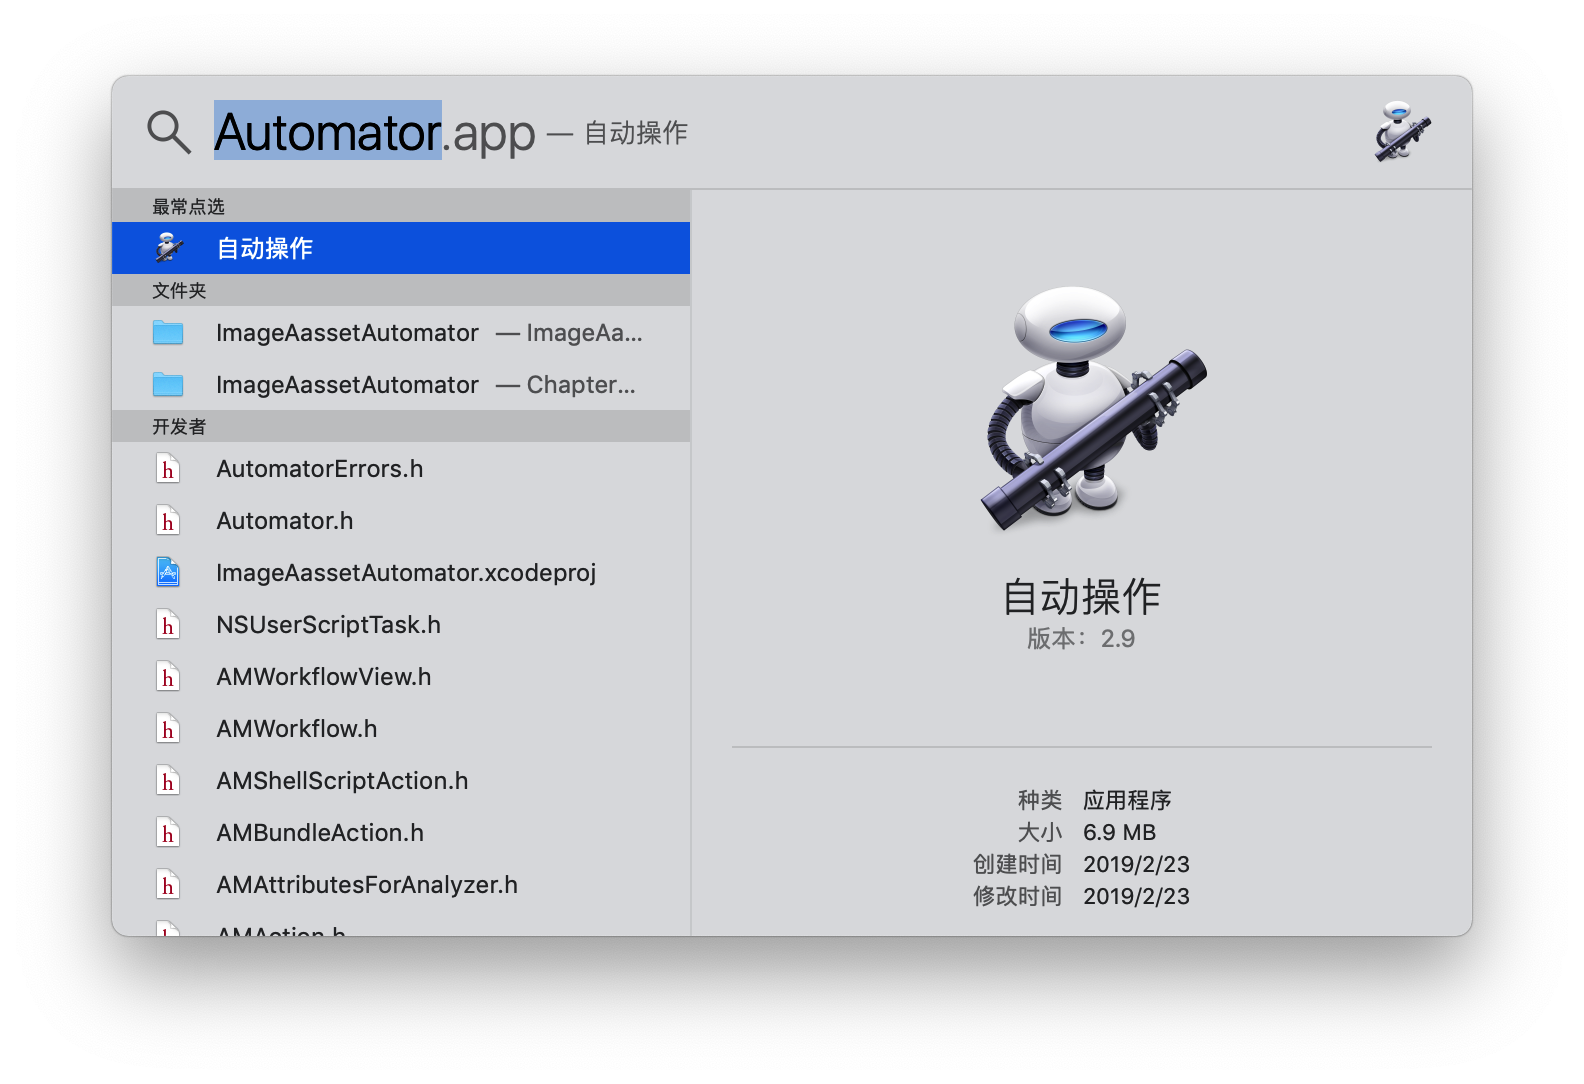 Automator.app — 自动操作
最常点选
自动操作
文件夹
ImageAassetAutomator — ImageAa...
ImageAassetAutomator — Chapter...
开发者
AutomatorErrors.h
Automator.h
ImageAassetAutomator.xcodeproj
NSUserScriptTask.h
AMWorkflowView.h
AMWorkflow.h
AMShellScriptAction.h
AMBundleAction.h
AMAttributesForAnalyzer.h
AMAction.h
自动操作
版本：2.9
种类 应用程序
大小 6.9 MB
创建时间 2019/2/23
修改时间 2019/2/23